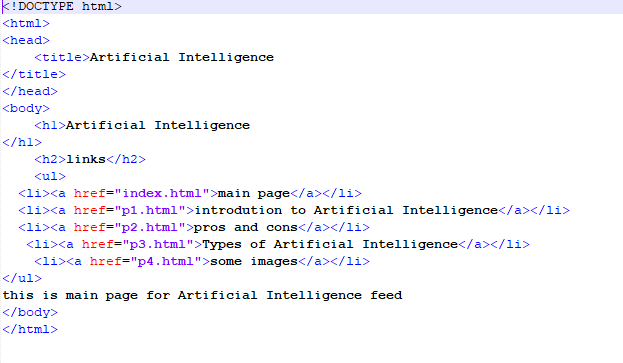 <!DOCTYPE html>
<html>
<head>
    <title>Artificial Intelligence
</title>
</head>
<body>
    <h1>Artificial Intelligence
</h1>
    <h2>links</h2>
    <ul>
  <li><a href="index.html">main page</a></li>
  <li><a href="p1.html">introdution to Artificial Intelligence</a></li>
  <li><a href="p2.html">pros and cons</a></li>
   <li><a href="p3.html">Types of Artificial Intelligence</a></li>
    <li><a href="p4.html">some images</a></li>
</ul>
this is main page for Artificial Intelligence feed
</body>
</html>